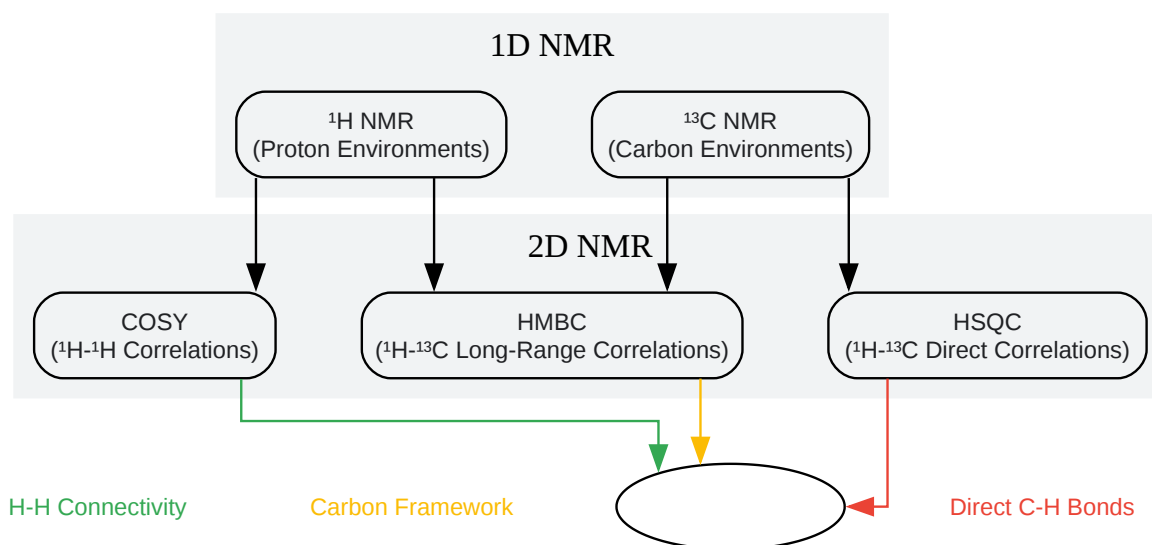 1D NMR
¹H NMR
(Proton Environments)
¹³C NMR
(Carbon Environments)
2D NMR
COSY
(¹H-¹H Correlations)
HMBC
(¹H-¹³C Long-Range Correlations)
HSQC
(¹H-¹³C Direct Correlations)
H-H Connectivity
Carbon Framework
Direct C-H Bonds